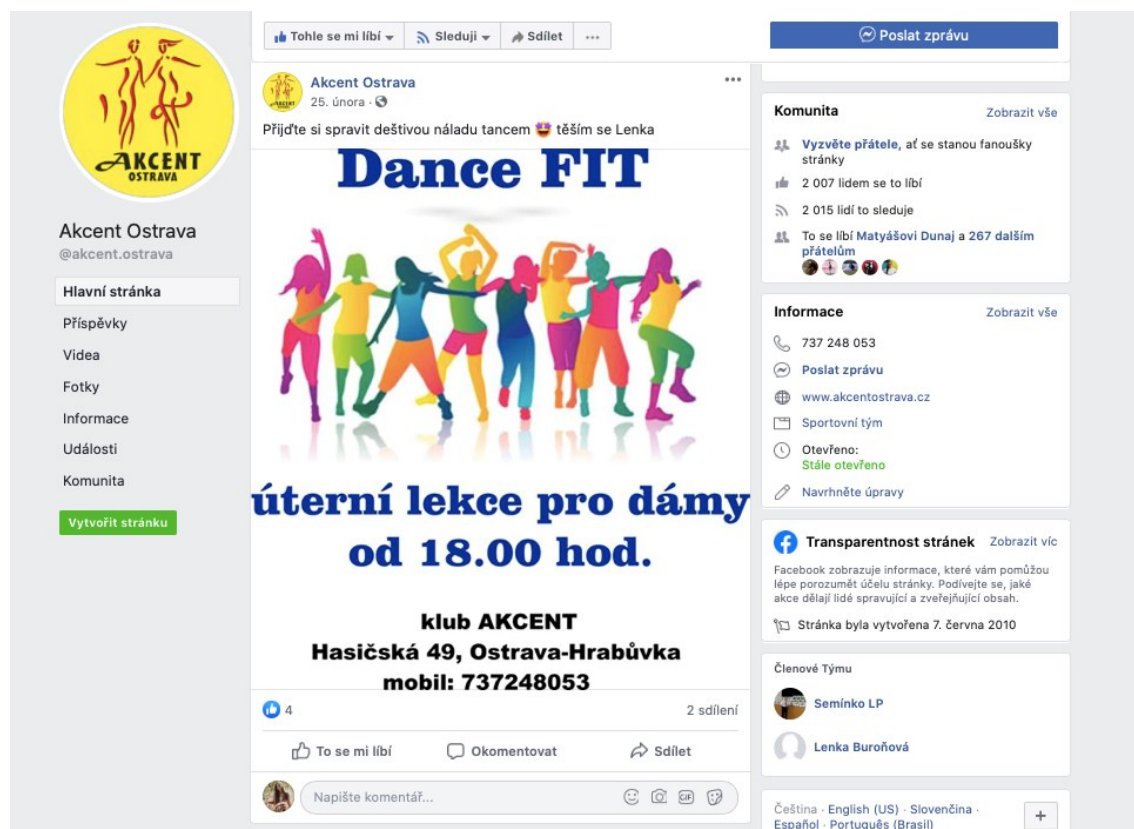 AKCENT
OSTRAVA
Akcent Ostrava
@akcent.ostrava
Hlavní stránka
Příspěvky
Videa
Fotky
Informace
Události
Komunita
Vytvořit stránku
Tohle se mi líbí
Sleduji
Sdílet
Poslat zprávu
Akcent Ostrava
25. února
Přijďte si spravit deštivou náladu tancem 🤩 těším se Lenka
Dance FIT
úterní lekce pro dámy
od 18.00 hod.
klub AKCENT
Hasičská 49, Ostrava-Hrabůvka
mobil: 737248053
4
2 sdílení
To se mi líbí
Okomentovat
Sdílet
Napište komentář...
GIF
Komunita
Zobrazit vše
Vyzvěte přátele, ať se stanou fanoušky
stránky
2 007 lidem se to líbí
2 015 lidí to sleduje
To se líbí Matyášovi Dunaj a 267 dalším
přátelům
Informace
Zobrazit vše
737 248 053
Poslat zprávu
www.akcentostrava.cz
Sportovní tým
Otevřeno:
Stále otevřeno
Navrhněte úpravy
Transparentnost stránek
Zobrazit víc
Facebook zobrazuje informace, které vám pomůžou
lépe porozumět účelu stránky. Podívejte se, jaké
akce dělají lidé spravující a zveřejňující obsah.
Stránka byla vytvořena 7. června 2010
Členové Týmu
Semínko LP
Lenka Buroňová
Čeština · English (US) · Slovenčina ·
Español · Português (Brasil)